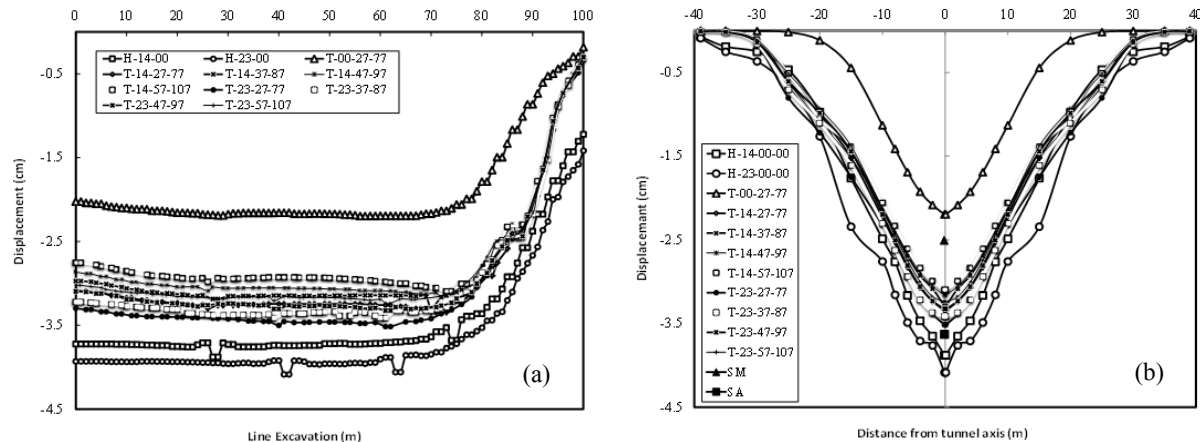 0 10 20 30 40 50 60 70 80 90 100
-0.5
-1.5
-2.5
-3.5
-4.5
Displacement (cm)
H-14-00 H-23-00 T-00-27-77
T-14-27-77 T-14-37-87 T-14-47-97
T-14-57-107 T-23-27-77 T-23-37-87
T-23-47-97 T-23-57-107
(a)
Line Excavation (m)
-40 -30 -20 -10 0 10 20 30 40
-0.5
-1.5
-2.5
-3.5
-4.5
Displacemant (cm)
H-14-00-00
H-23-00-00
T-00-27-77
T-14-27-77
T-14-37-87
T-14-47-97
T-14-57-107
T-23-27-77
T-23-37-87
T-23-47-97
T-23-57-107
SM
SA
(b)
Distance from tunnel axis (m)